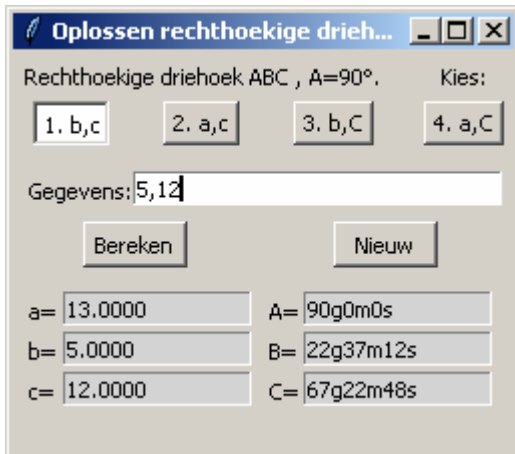 Oplossen rechthoekige drieh...
Rechthoekige driehoek ABC , A=90°. Kies:
1. b,c 2. a,c 3. b,C 4. a,C
Gegevens: 5,12
Bereken Nieuw
a= 13.0000 A= 90g0m0s
b= 5.0000 B= 22g37m12s
c= 12.0000 C= 67g22m48s